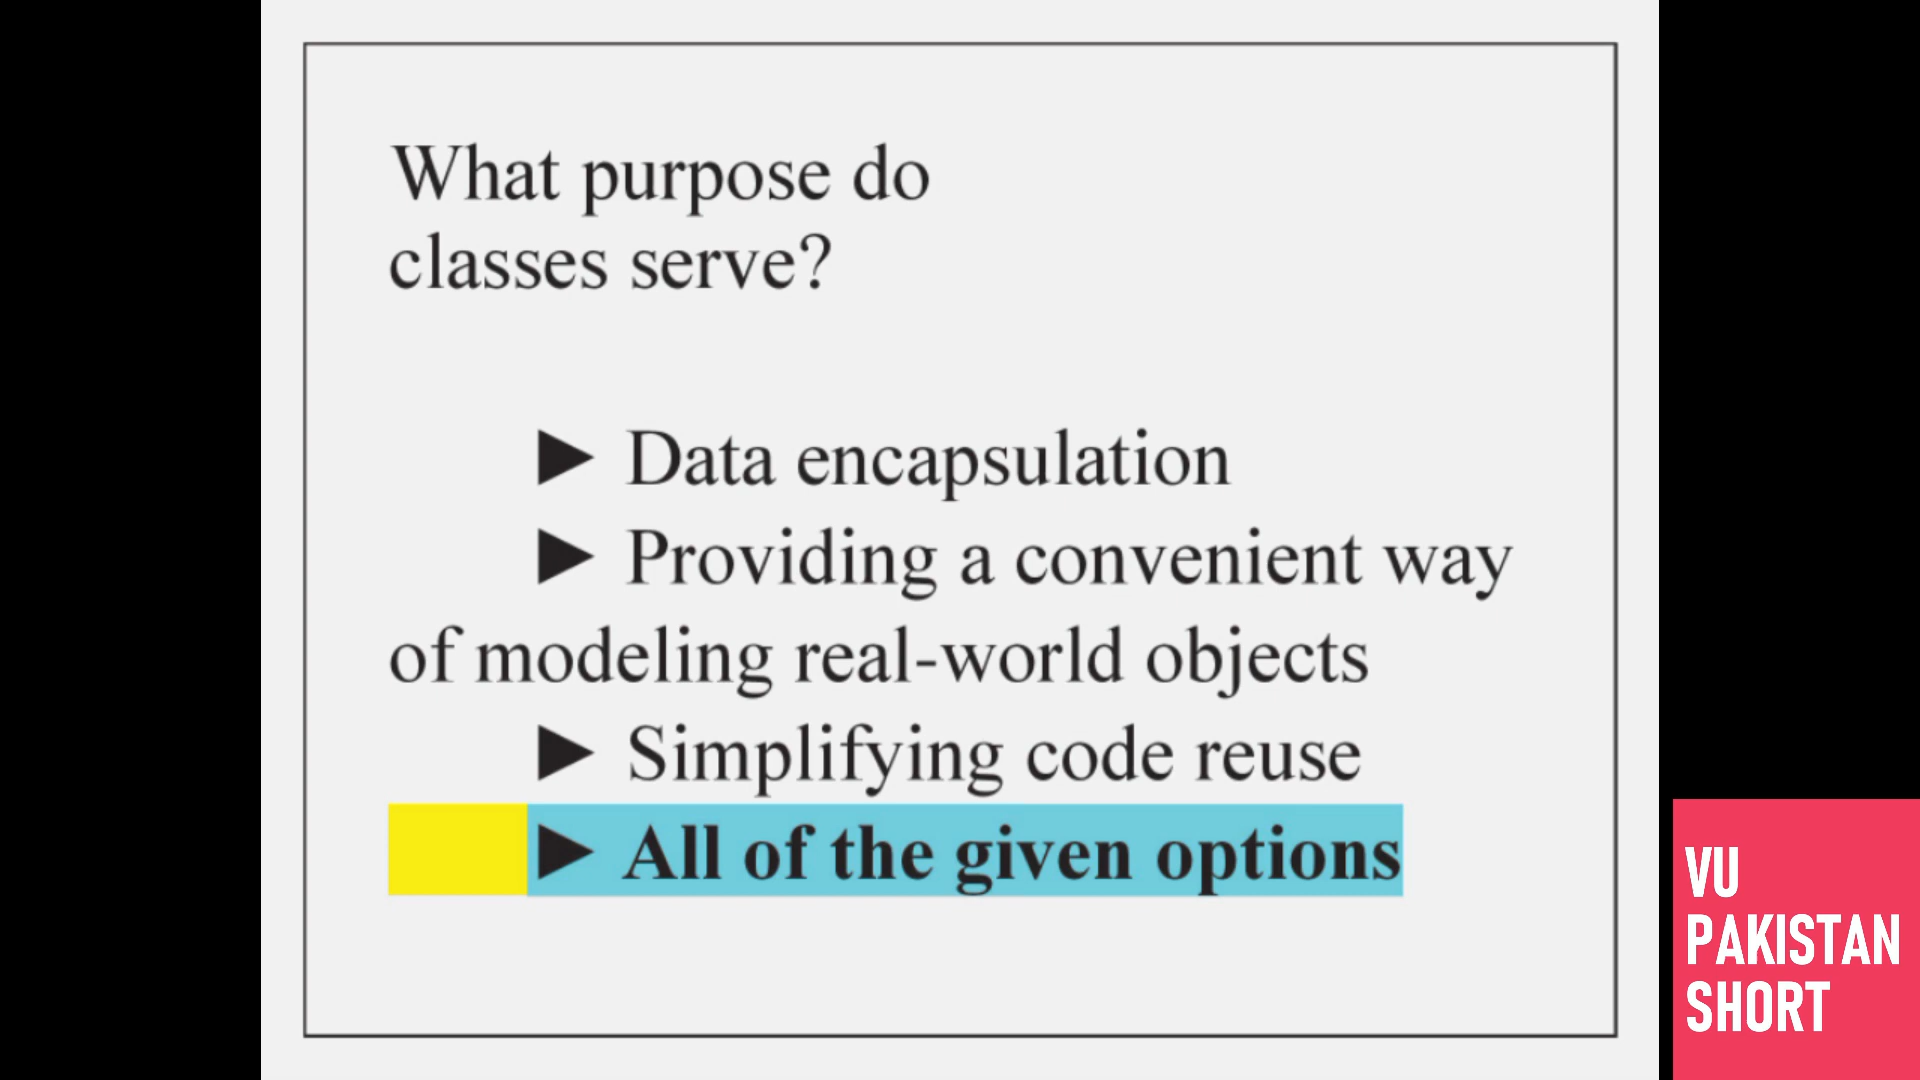 What purpose do
classes serve?
► Data encapsulation
► Providing a convenient way
of modeling real-world objects
► Simplifying code reuse
► All of the given options
VU
PAKISTAN
SHORT